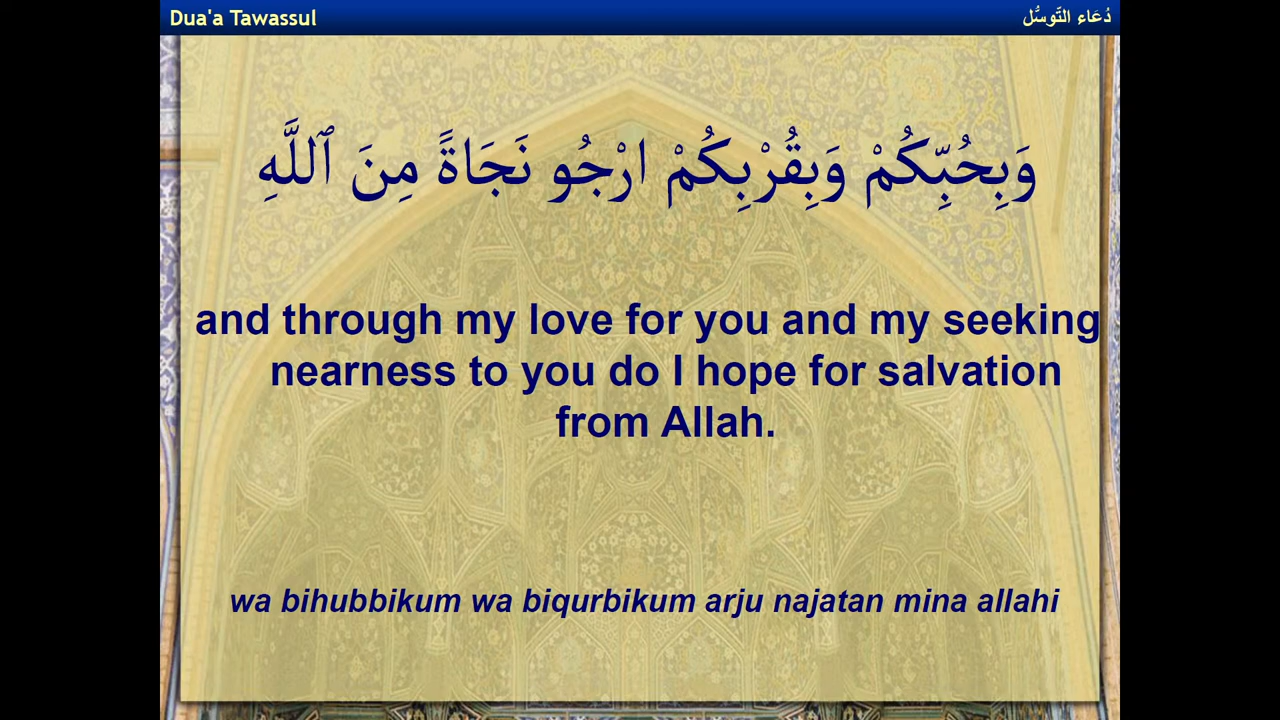 Dua'a Tawassul
دُعَاء التَّوسُّل
وَبِحُبِّكُمْ وَبِقُرْبِكُمْ ارْجُو نَجَاةً مِنَ ٱللَّهِ
and through my love for you and my seeking
nearness to you do I hope for salvation
from Allah.
wa bihubbikum wa biqurbikum arju najatan mina allahi